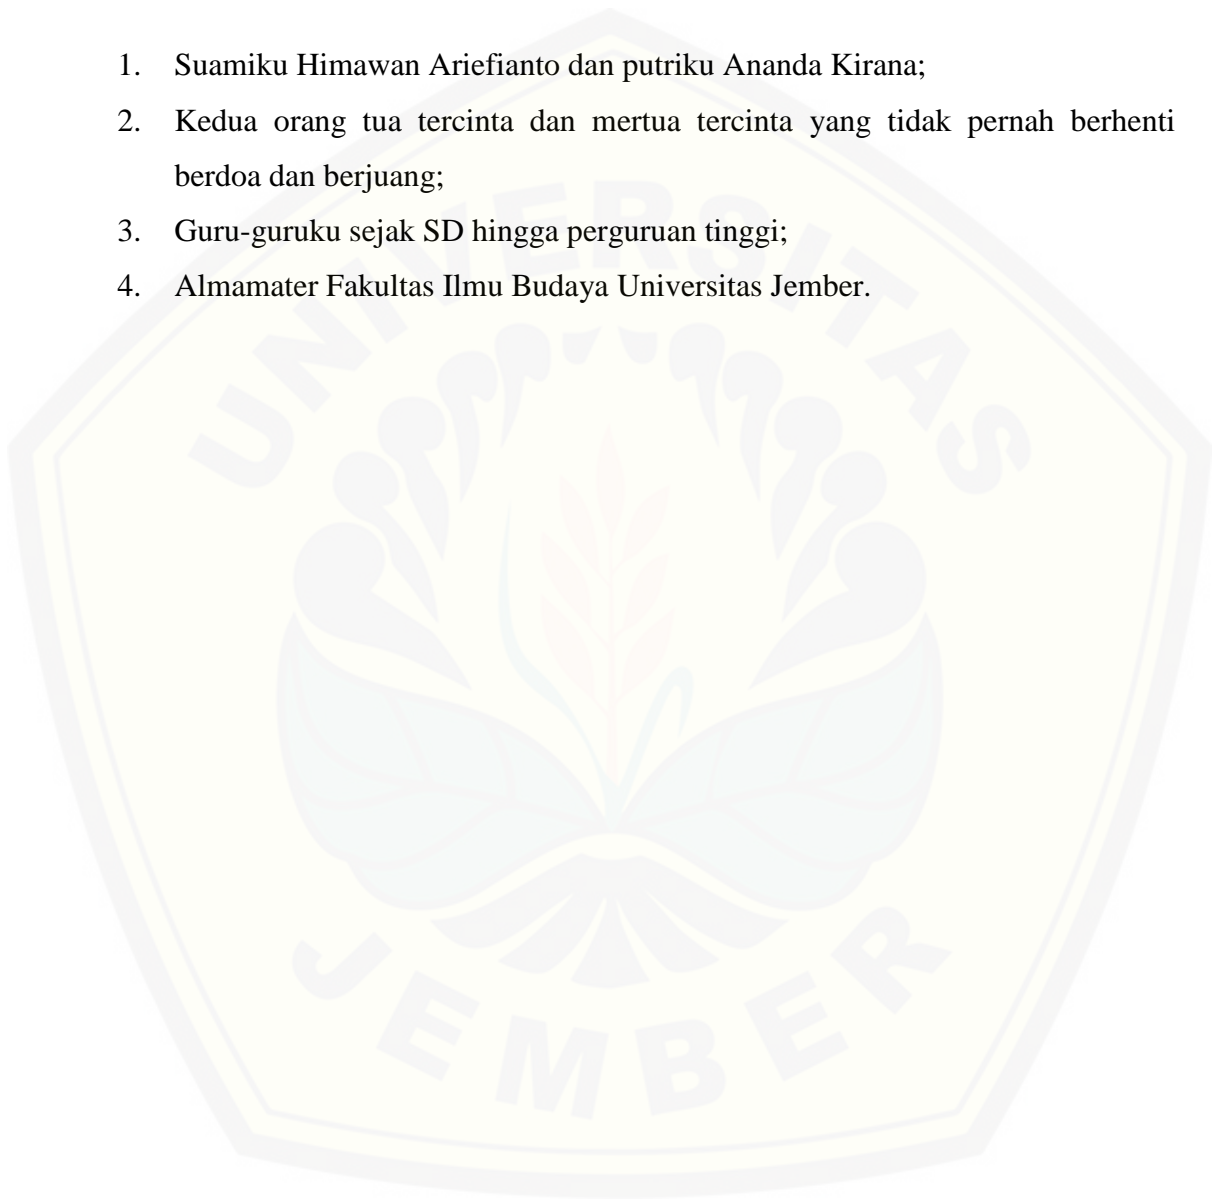 1. Suamiku Himawan Ariefianto dan putriku Ananda Kirana;
2. Kedua orang tua tercinta dan mertua tercinta yang tidak pernah berhenti
berdoa dan berjuang;
3. Guru-guruku sejak SD hingga perguruan tinggi;
4. Almamater Fakultas Ilmu Budaya Universitas Jember.
UNIVERSITAS
JEMBER